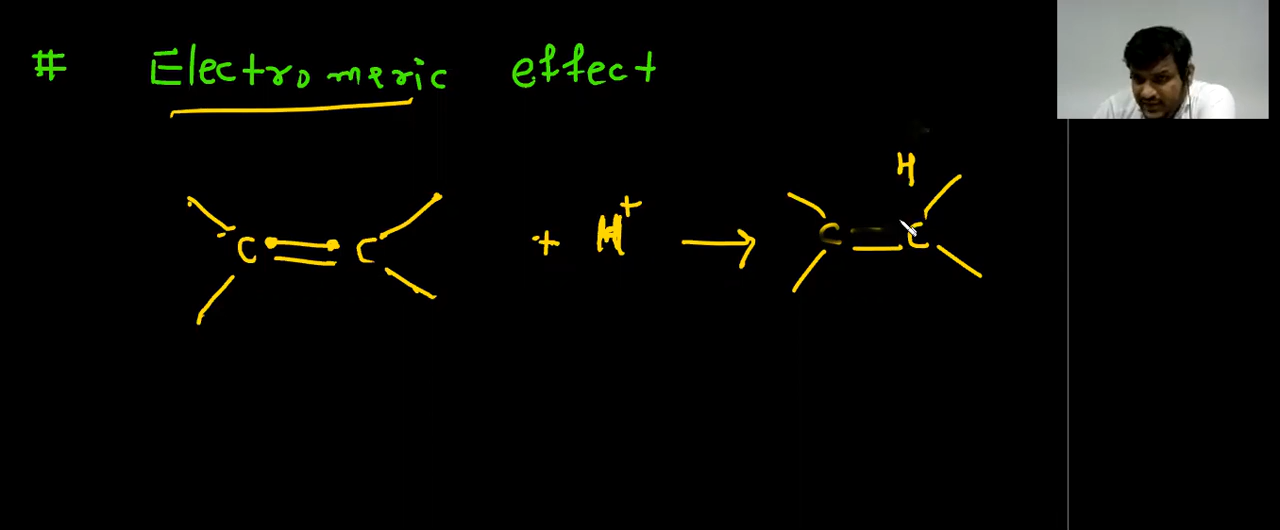 # Electromeric effect
H
C = C + H⁺ → C = C